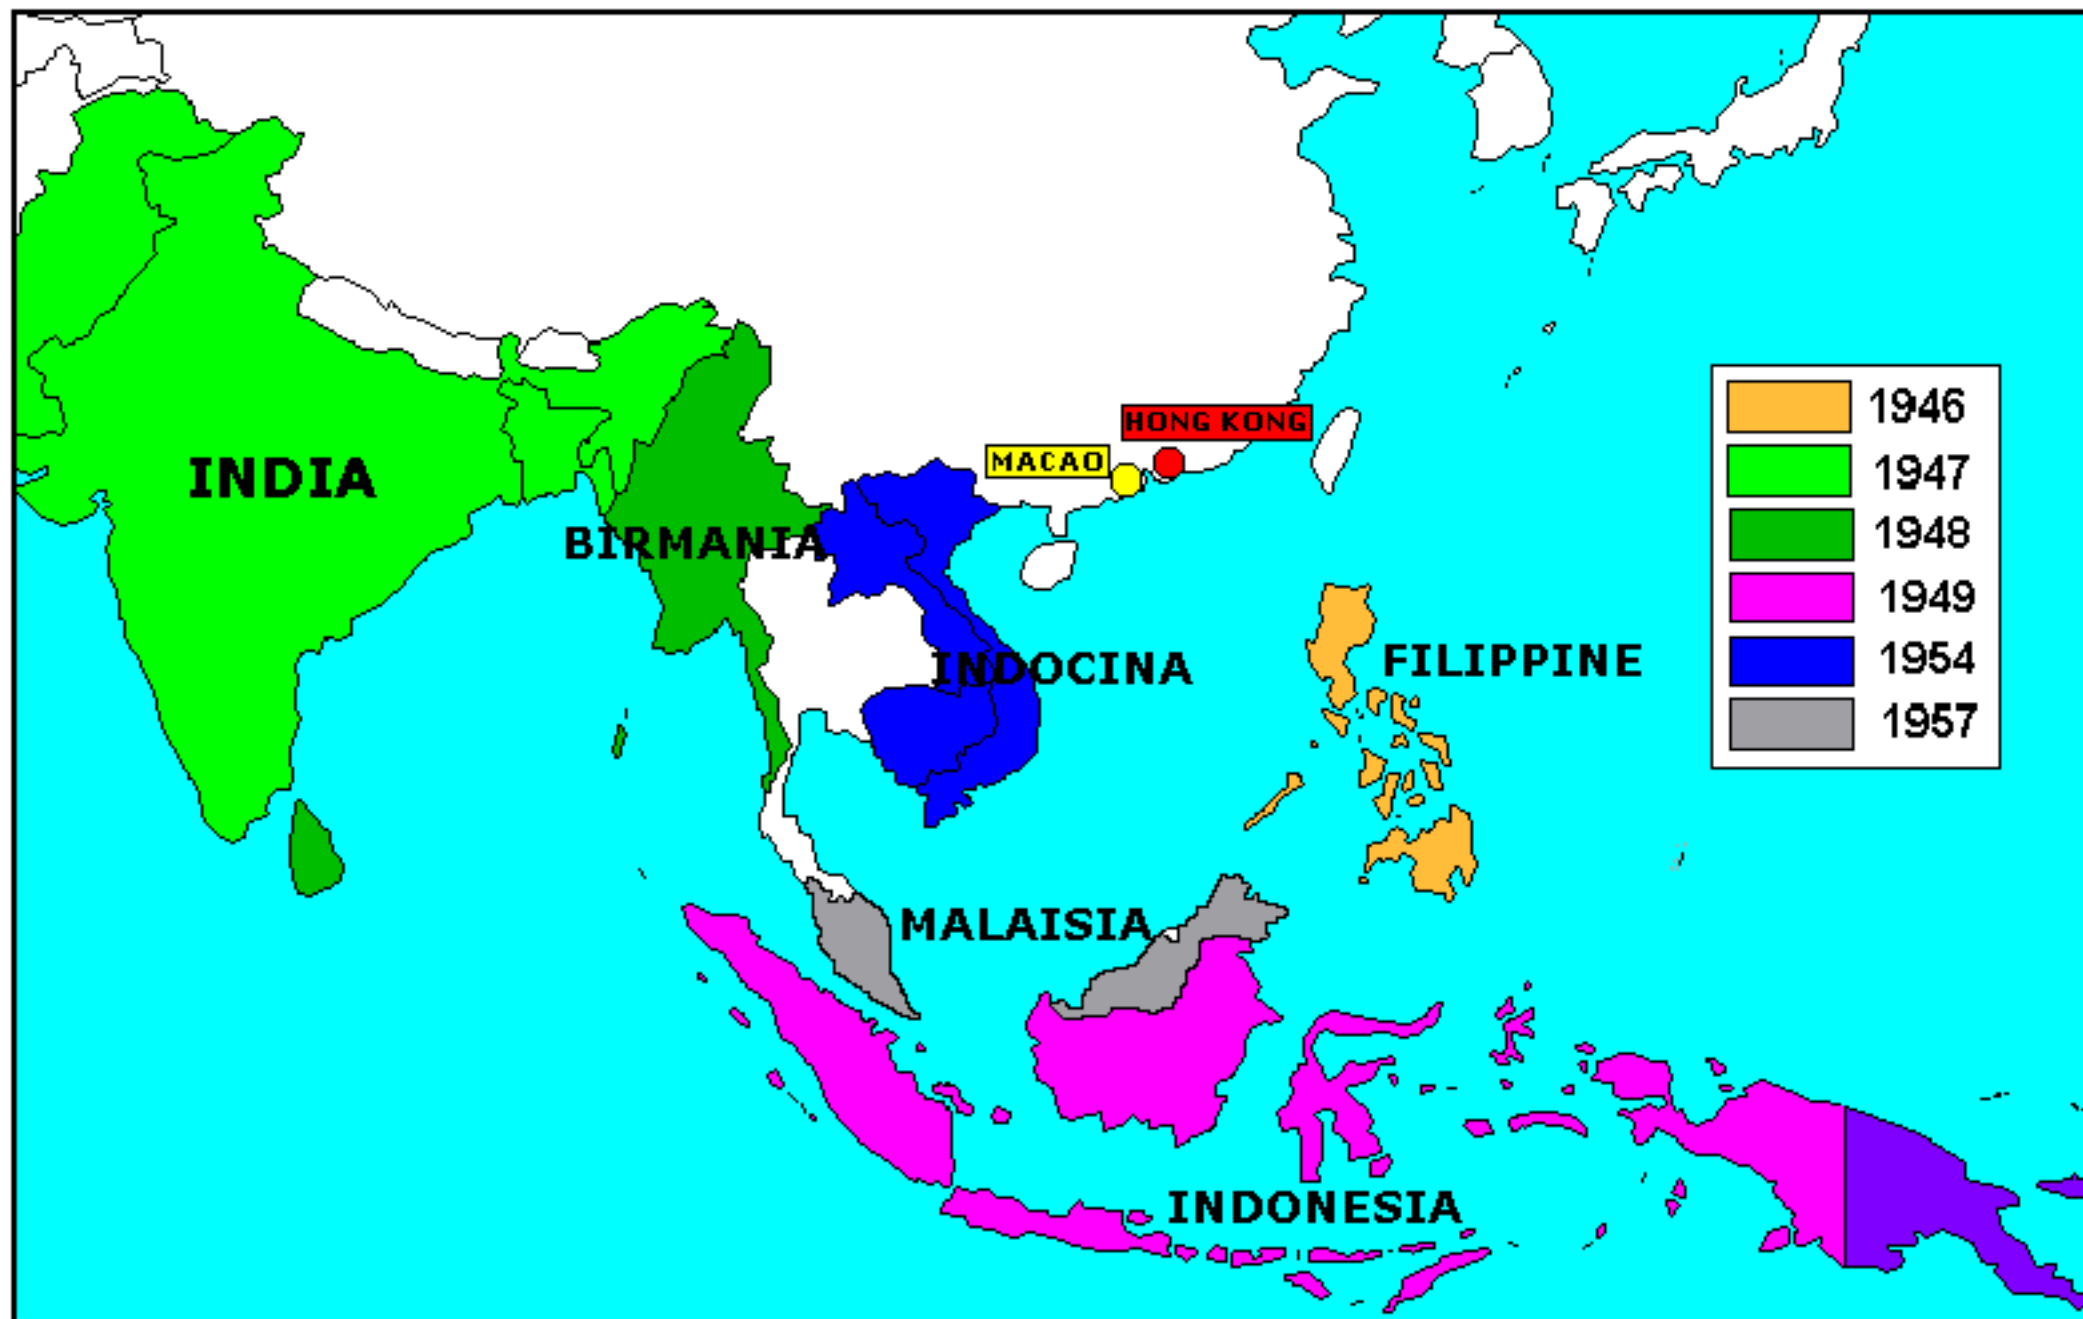 HONG KONG
MACAO
INDIA
BIRMANIA
INDOCINA
FILIPPINE
MALAISIA
INDONESIA
1946
1947
1948
1949
1954
1957